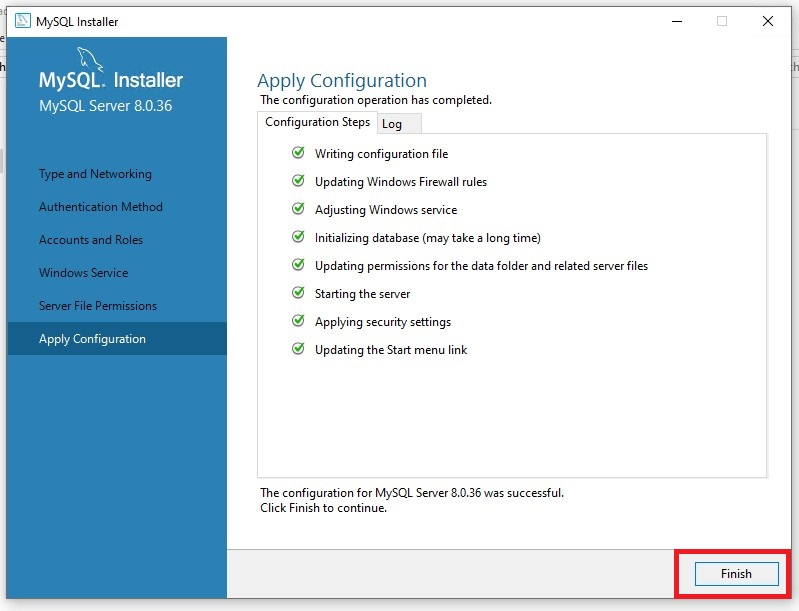 MySQL Installer
MySQL. Installer
MySQL Server 8.0.36
Type and Networking
Authentication Method
Accounts and Roles
Windows Service
Server File Permissions
Apply Configuration
Apply Configuration
The configuration operation has completed.
Configuration Steps Log
Writing configuration file
Updating Windows Firewall rules
Adjusting Windows service
Initializing database (may take a long time)
Updating permissions for the data folder and related server files
Starting the server
Applying security settings
Updating the Start menu link
The configuration for MySQL Server 8.0.36 was successful.
Click Finish to continue.
Finish